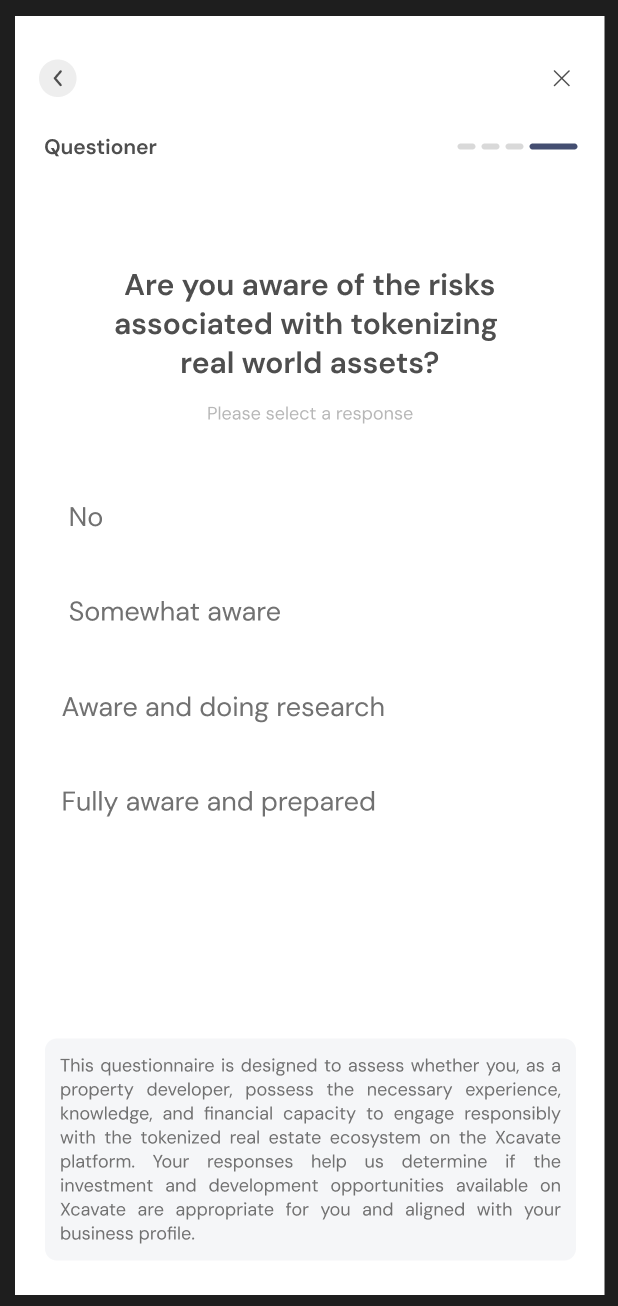 Questioner
Are you aware of the risks
associated with tokenizing
real world assets?
Please select a response
No
Somewhat aware
Aware and doing research
Fully aware and prepared
This questionnaire is designed to assess whether you, as a
property developer, possess the necessary experience,
knowledge, and financial capacity to engage responsibly
with the tokenized real estate ecosystem on the Xcavate
platform. Your responses help us determine if the
investment and development opportunities available on
Xcavate are appropriate for you and aligned with your
business profile.